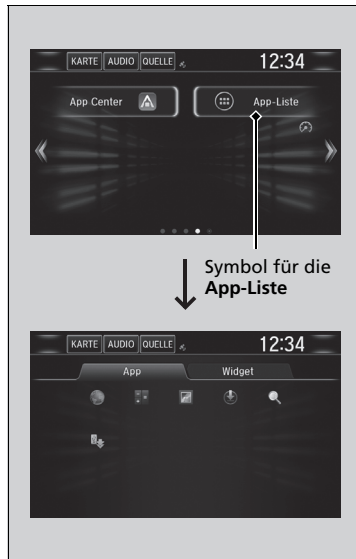 KARTE AUDIO QUELLE 12:34
App Center App-Liste
Symbol für die
App-Liste
KARTE AUDIO QUELLE 12:34
App Widget